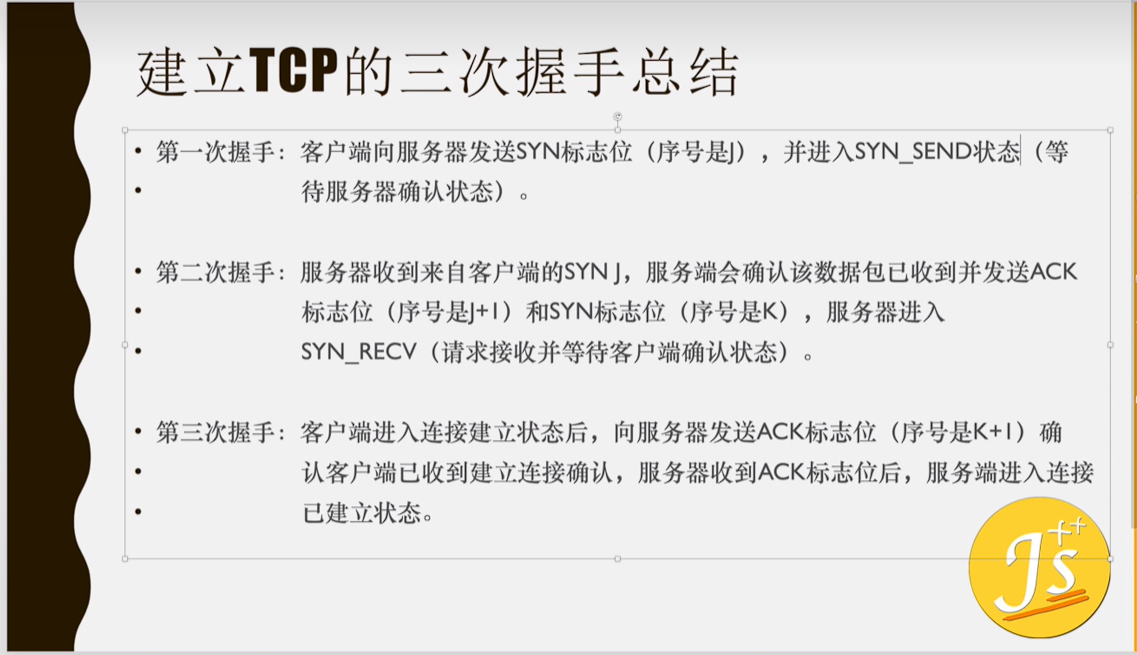 建立TCP的三次握手总结
• 第一次握手：客户端向服务器发送SYN标志位（序号是J），并进入SYN_SEND状态（等
• 待服务器确认状态）。
• 第二次握手：服务器收到来自客户端的SYN J，服务端会确认该数据包已收到并发送ACK
• 标志位（序号是J+1）和SYN标志位（序号是K），服务器进入
• SYN_RECV（请求接收并等待客户端确认状态）。
• 第三次握手：客户端进入连接建立状态后，向服务器发送ACK标志位（序号是K+1）确
• 认客户端已收到建立连接确认，服务器收到ACK标志位后，服务端进入连接
• 已建立状态。
Js++